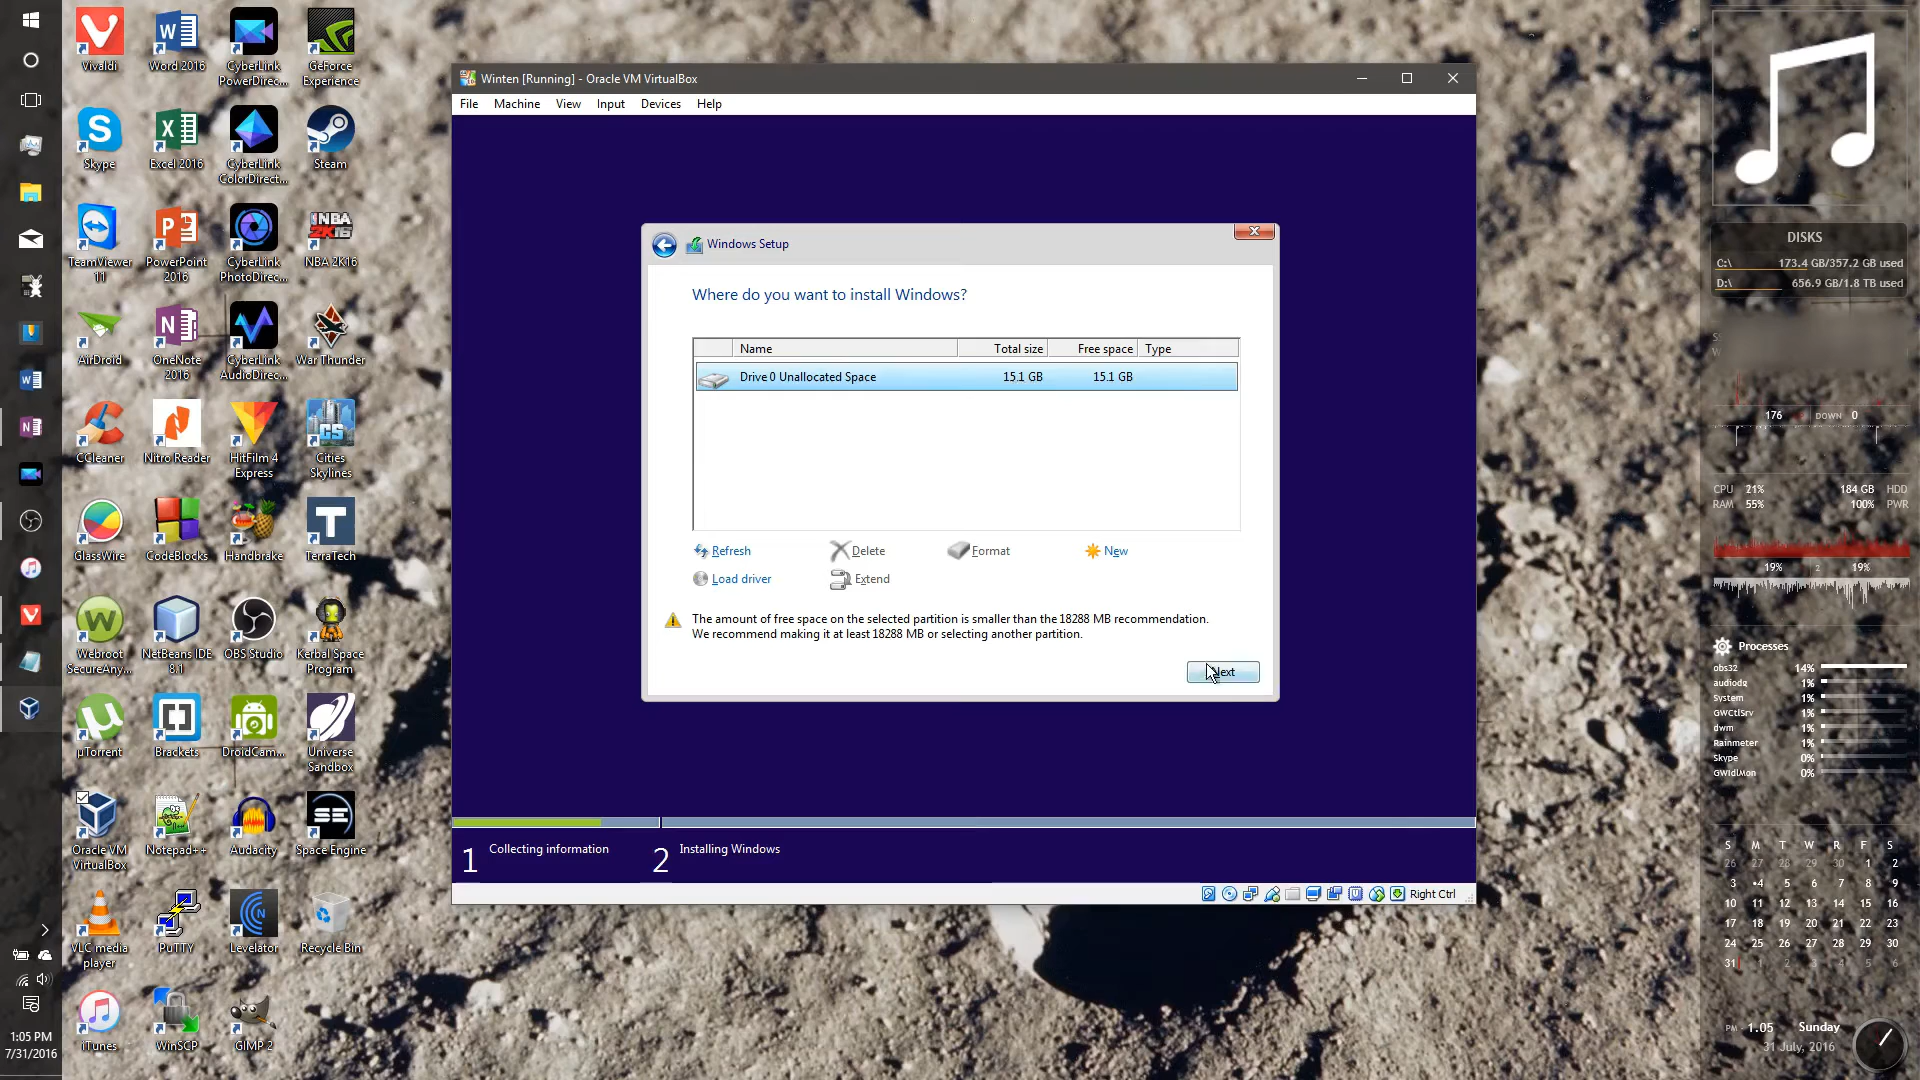 Vivaldi
Word 2016
CyberLink
PowerDirec...
GeForce
Experience
Skype
Excel 2016
CyberLink
ColorDirect...
Steam
TeamViewer
11
PowerPoint
2016
CyberLink
PhotoDirec...
NBA 2K16
AirDroid
OneNote
2016
CyberLink
AudioDirec...
War Thunder
CCleaner
Nitro Reader
HitFilm 4
Express
Cities
Skylines
GlassWire
CodeBlocks
Handbrake
TerraTech
Webroot
SecureAny...
NetBeans IDE
8.1
OBS Studio
Kerbal Space
Program
µTorrent
Brackets
DroidCam...
Universe
Sandbox
Oracle VM
VirtualBox
Notepad++
Audacity
Space Engine
VLC media
player
PuTTY
Levelator
Recycle Bin
iTunes
WinSCP
GIMP 2
1:05 PM
7/31/2016
Winten [Running] - Oracle VM VirtualBox
File Machine View Input Devices Help
Windows Setup
Where do you want to install Windows?
Name Total size Free space Type
Drive 0 Unallocated Space 15.1 GB 15.1 GB
Refresh Delete Format New
Load driver Extend
The amount of free space on the selected partition is smaller than the 18288 MB recommendation.
We recommend making it at least 18288 MB or selecting another partition.
1 Collecting information 2 Installing Windows
Right Ctrl
DISKS
C:\ 173.4 GB/357.2 GB used
D:\ 656.9 GB/1.8 TB used
176 DOWN 0
CPU 21% 184 GB HDD
RAM 55% 100% PWR
19% 2 19%
Processes
obs32 14%
audiodg 1%
System 1%
GWCtlSrv 1%
dwm 1%
Rainmeter 1%
Skype 0%
GWIdlMon 0%
S M T W R F S
26 27 28 29 30 1 2
3 •4 5 6 7 8 9
10 11 12 13 14 15 16
17 18 19 20 21 22 23
24 25 26 27 28 29 30
31 1 2 3 4 5 6
PM - 1.05 Sunday
31 July, 2016